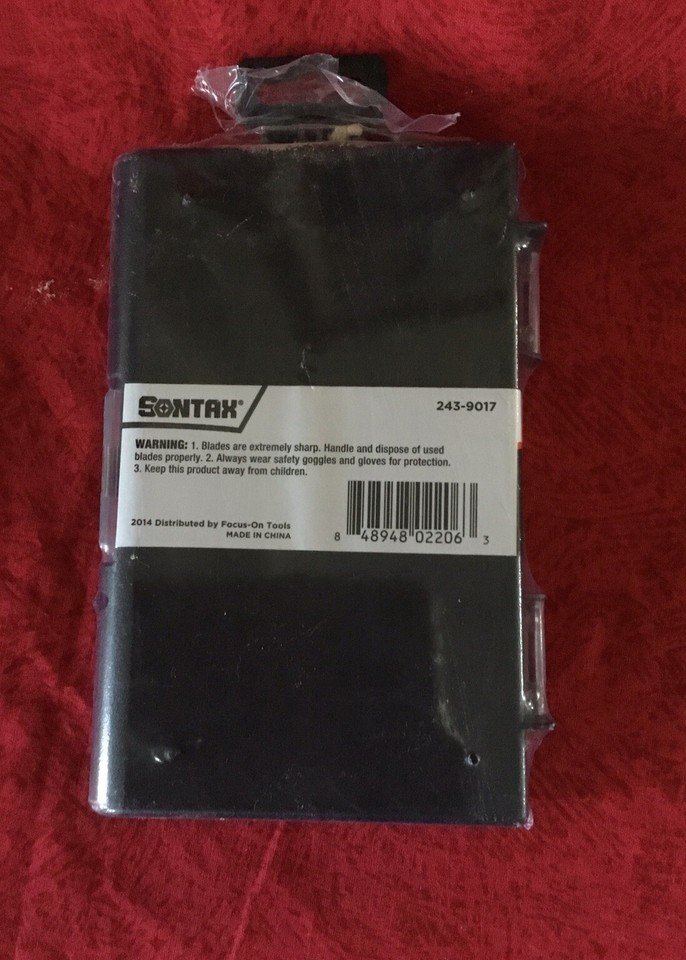 SONTAX®
243-9017
WARNING: 1. Blades are extremely sharp. Handle and dispose of used
blades properly. 2. Always wear safety goggles and gloves for protection.
3. Keep this product away from children.
2014 Distributed by Focus-On Tools
MADE IN CHINA
8 48948 02206 3